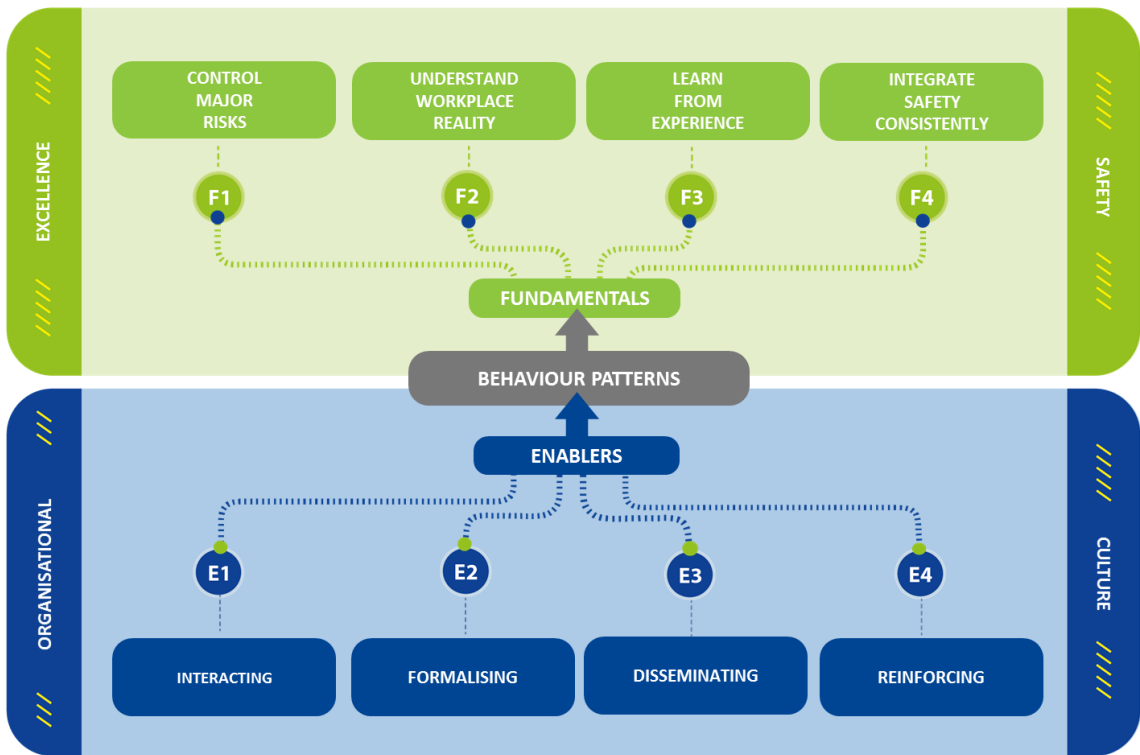 EXCELLENCE
SAFETY
CONTROL
MAJOR
RISKS
UNDERSTAND
WORKPLACE
REALITY
LEARN
FROM
EXPERIENCE
INTEGRATE
SAFETY
CONSISTENTLY
F1
F2
F3
F4
FUNDAMENTALS
BEHAVIOUR PATTERNS
ORGANISATIONAL
CULTURE
ENABLERS
E1
E2
E3
E4
INTERACTING
FORMALISING
DISSEMINATING
REINFORCING